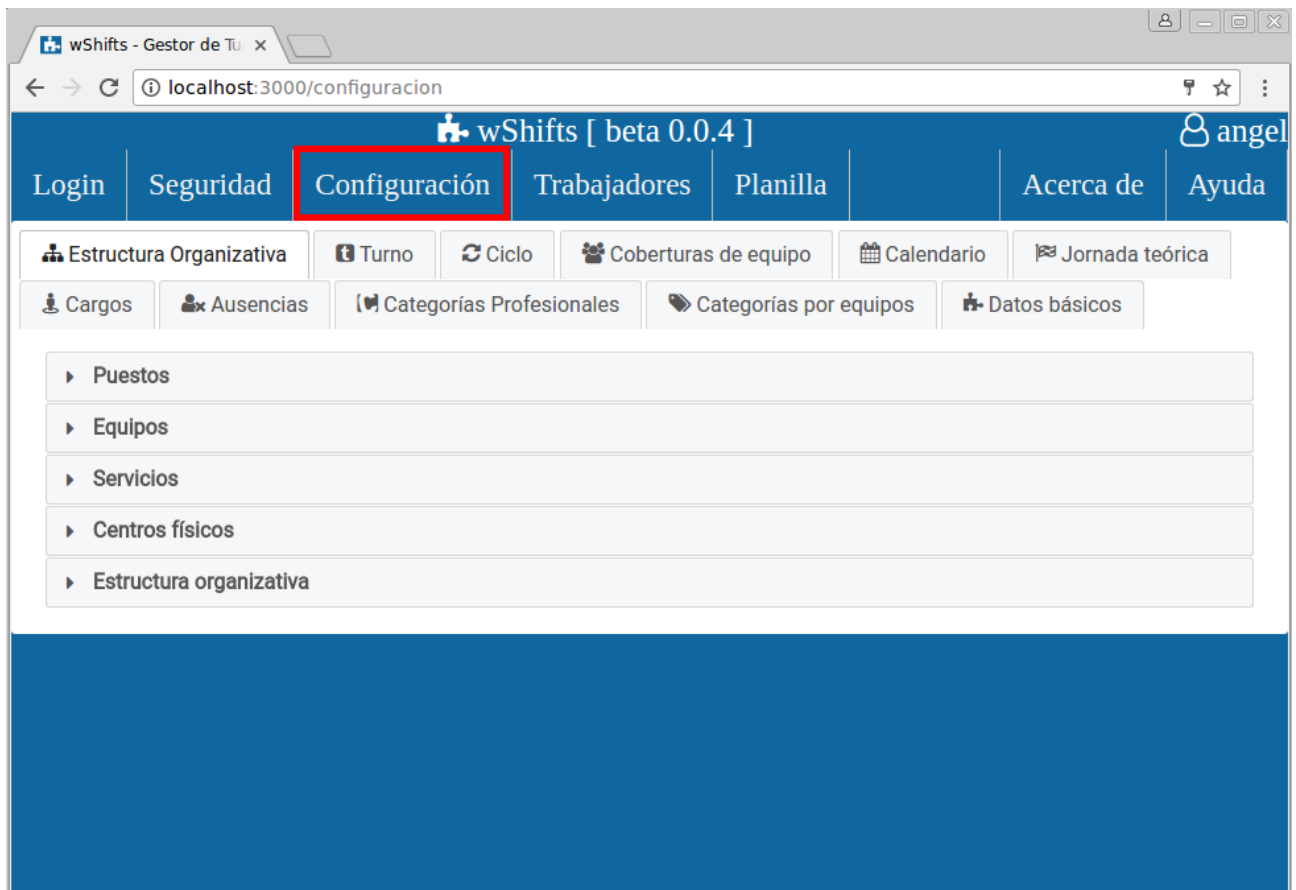 wShifts - Gestor de Tu
localhost:3000/configuracion
wShifts [ beta 0.0.4 ] angel
Login Seguridad Configuración Trabajadores Planilla Acerca de Ayuda
Estructura Organizativa Turno Ciclo Coberturas de equipo Calendario Jornada teórica
Cargos Ausencias Categorías Profesionales Categorías por equipos Datos básicos
Puestos
Equipos
Servicios
Centros físicos
Estructura organizativa